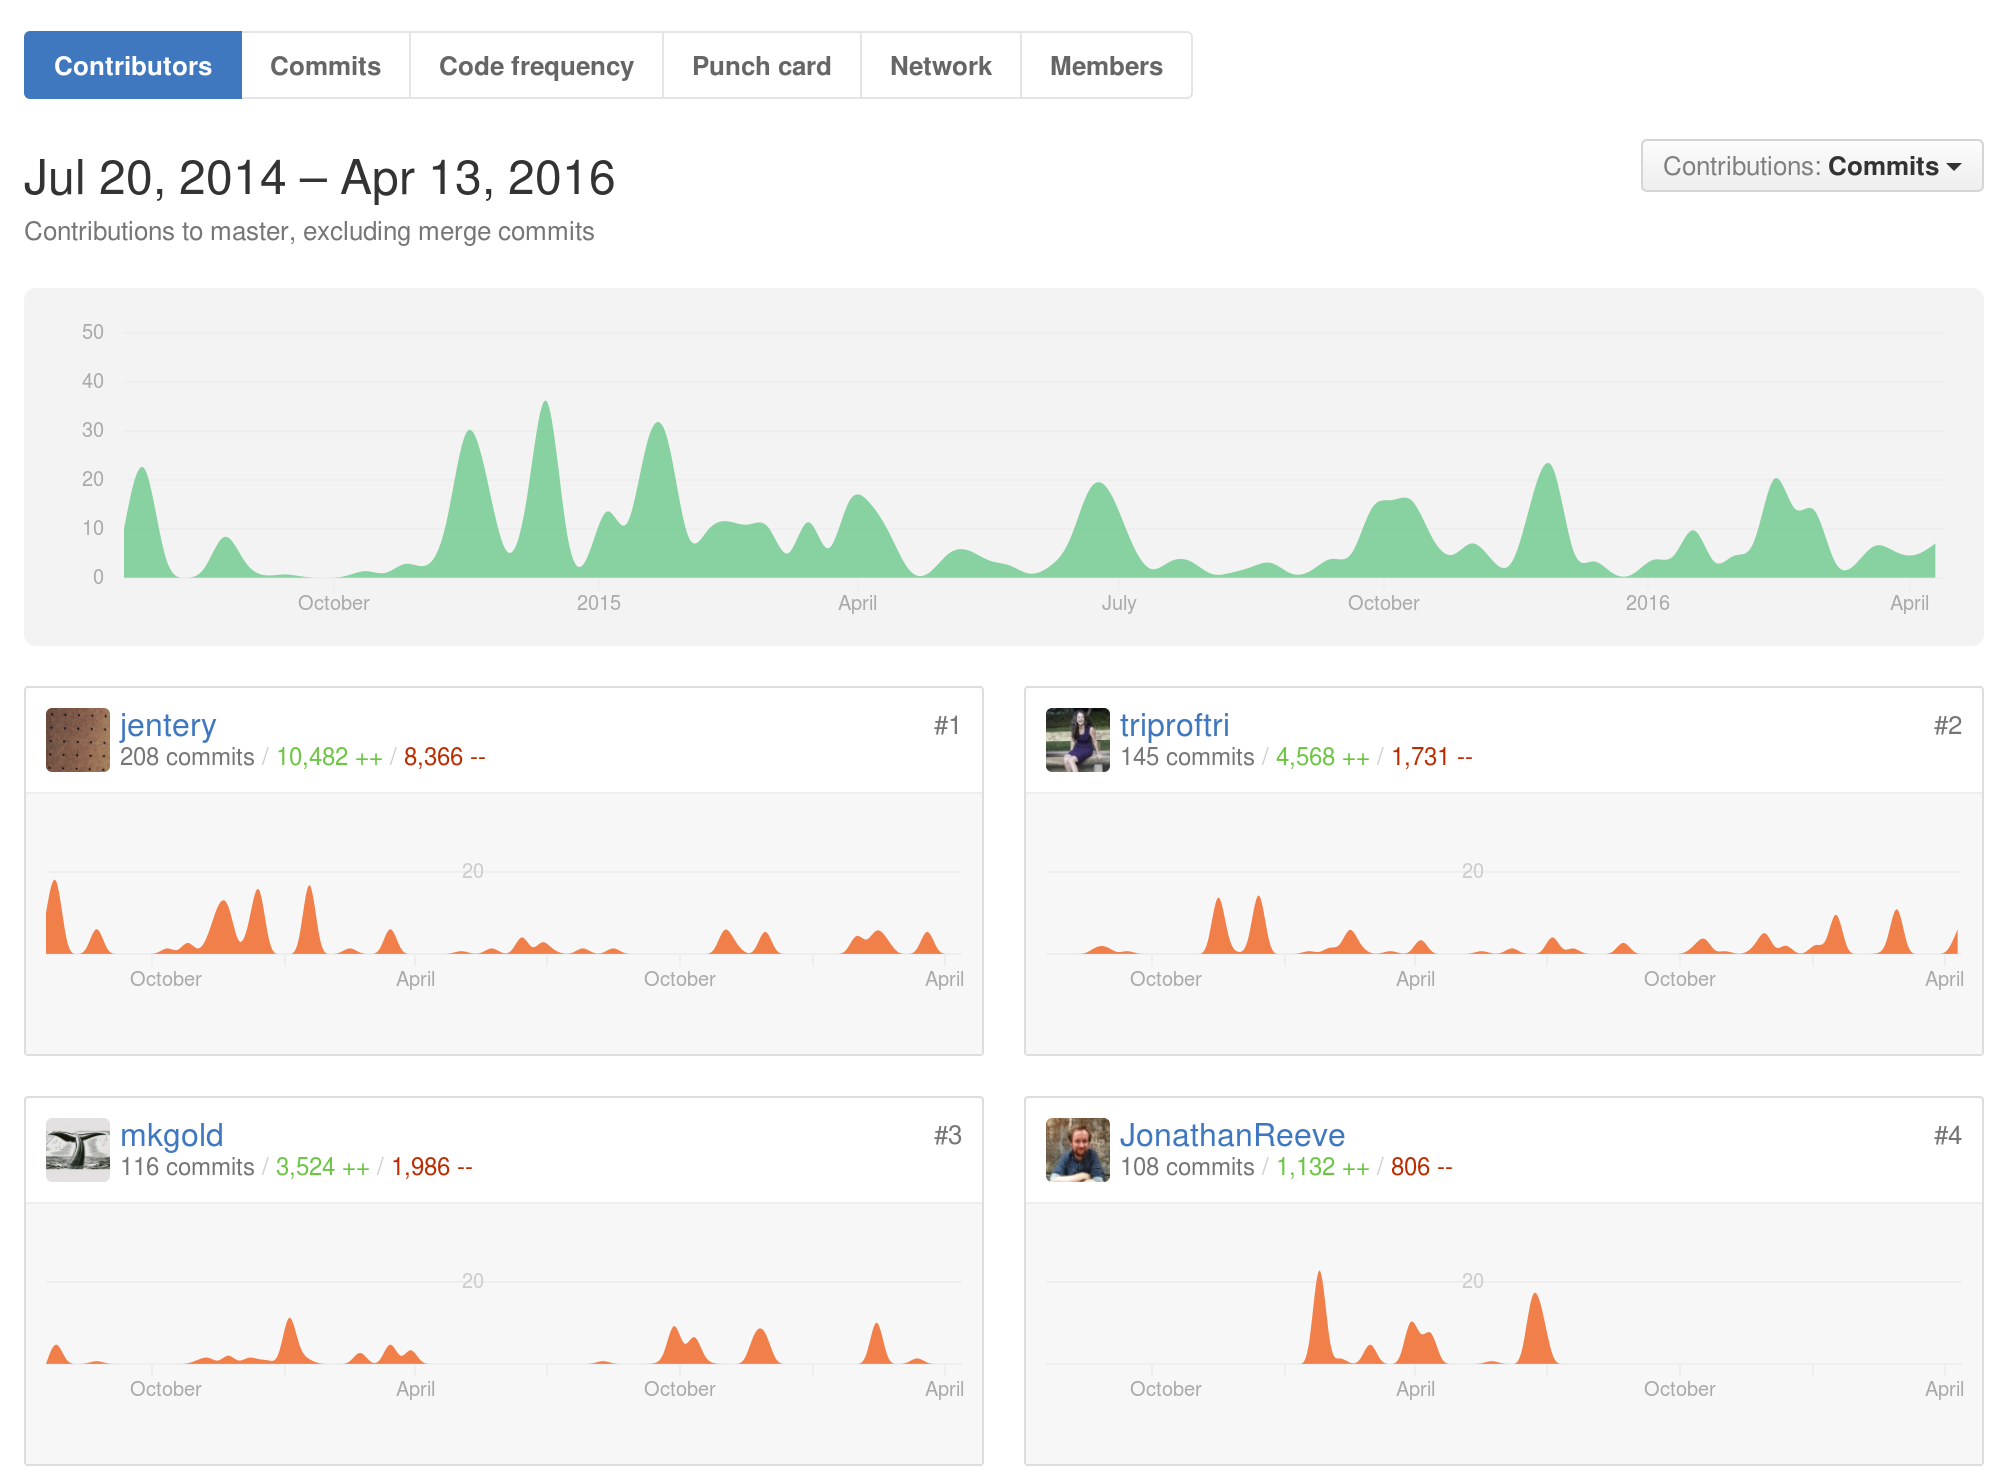 Contributors Commits Code frequency Punch card Network Members
Jul 20, 2014 – Apr 13, 2016
Contributions: Commits
Contributions to master, excluding merge commits
50
40
30
20
10
0
October 2015 April July October 2016 April
jentery #1
208 commits / 10,482 ++ / 8,366 --
20
October April October April
triproftri #2
145 commits / 4,568 ++ / 1,731 --
20
October April October April
mkgold #3
116 commits / 3,524 ++ / 1,986 --
20
October April October April
JonathanReeve #4
108 commits / 1,132 ++ / 806 --
20
October April October April